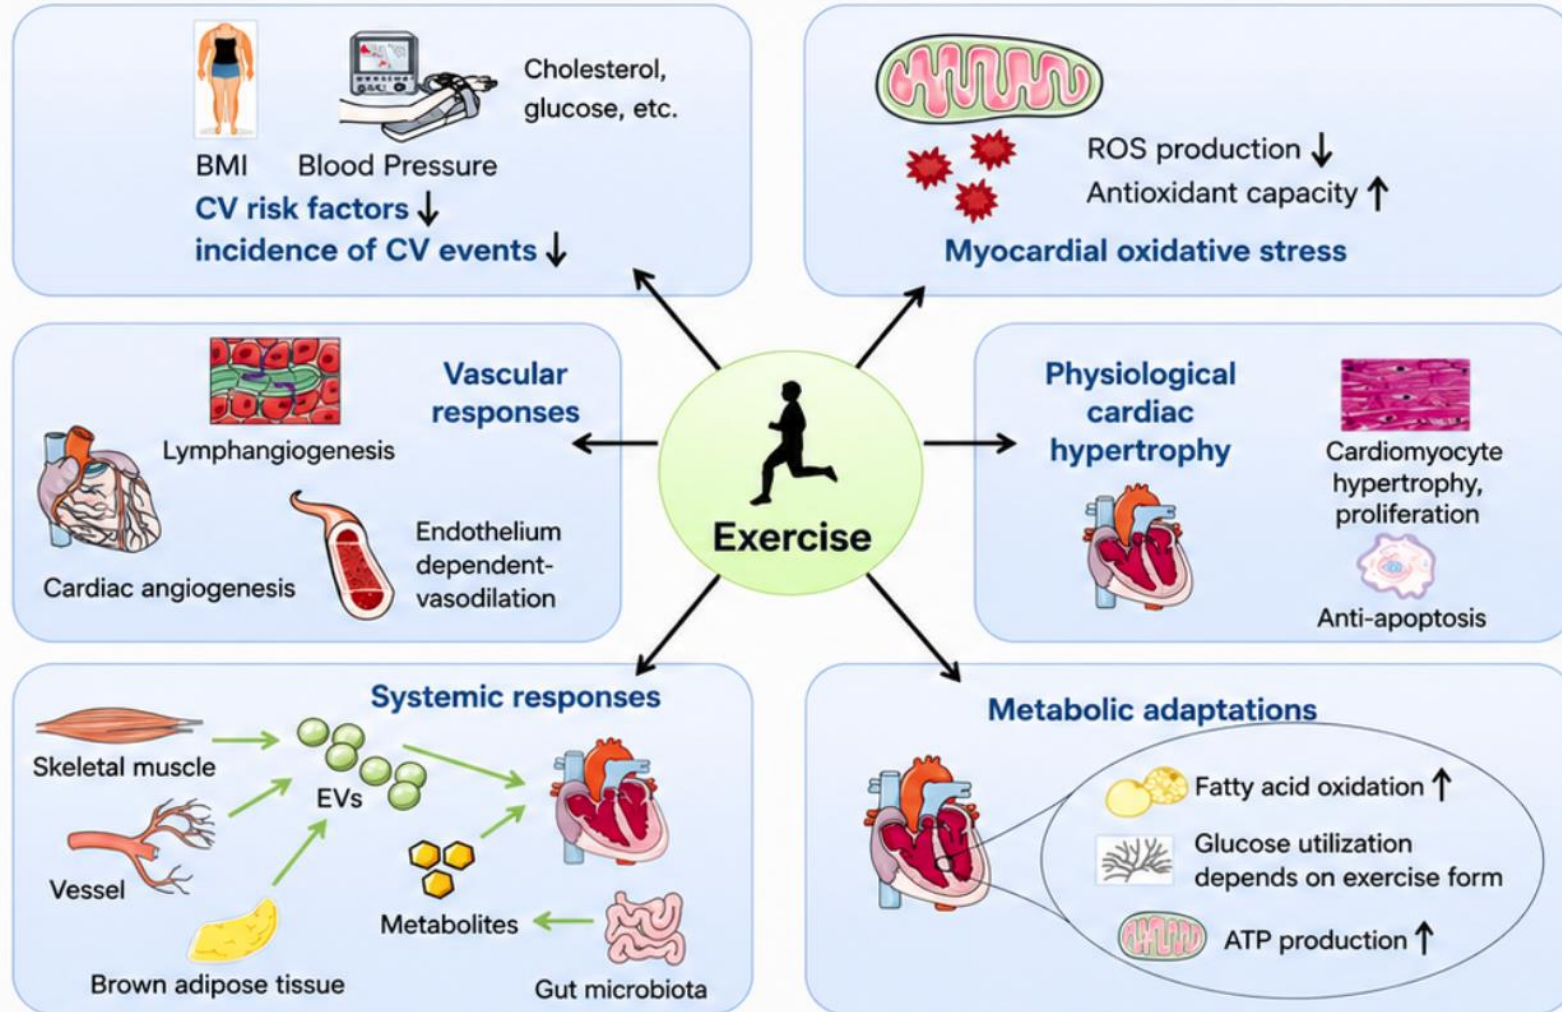 BMI
Blood Pressure
Cholesterol,
glucose, etc.
CV risk factors ↓
incidence of CV events ↓
ROS production ↓
Antioxidant capacity ↑
Myocardial oxidative stress
Vascular
responses
Lymphangiogenesis
Cardiac angiogenesis
Endothelium
dependent-
vasodilation
Exercise
Physiological
cardiac
hypertrophy
Cardiomyocyte
hypertrophy,
proliferation
Anti-apoptosis
Systemic responses
Skeletal muscle
EVs
Vessel
Metabolites
Brown adipose tissue
Gut microbiota
Metabolic adaptations
Fatty acid oxidation ↑
Glucose utilization
depends on exercise form
ATP production ↑